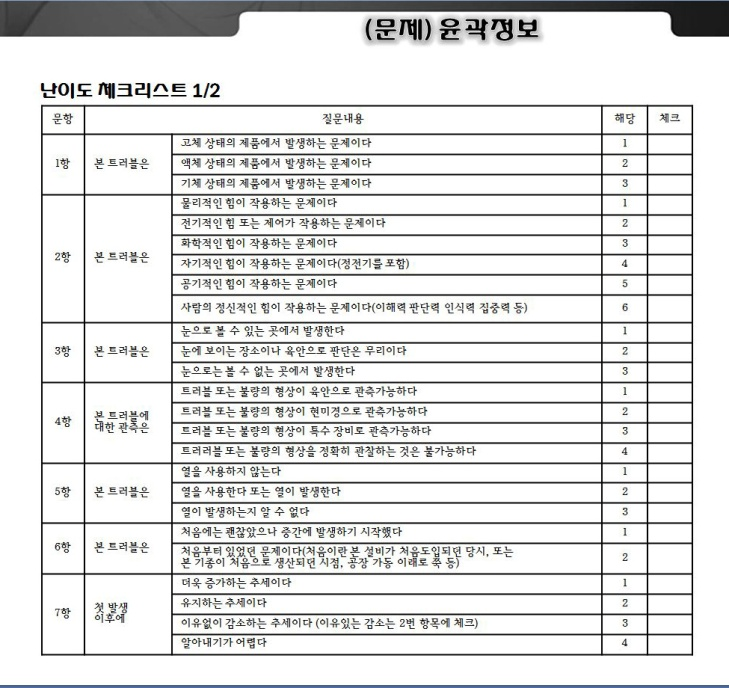 (문제) 윤곽정보
난이도 체크리스트 1/2
문항 질문내용 해당 체크
1항 본 트러블은
고체 상태의 제품에서 발생하는 문제이다 1
액체 상태의 제품에서 발생하는 문제이다 2
기체 상태의 제품에서 발생하는 문제이다 3
2항 본 트러블은
물리적인 힘이 작용하는 문제이다 1
전기적인 힘 또는 제어가 작용하는 문제이다 2
화학적인 힘이 작용하는 문제이다 3
자기적인 힘이 작용하는 문제이다(정전기를 포함) 4
공기적인 힘이 작용하는 문제이다 5
사람의 정신적인 힘이 작용하는 문제이다(이해력 판단력 인식력 집중력 등) 6
3항 본 트러블은
눈으로 볼 수 있는 곳에서 발생한다 1
눈에 보이는 장소이나 육안으로 판단은 무리이다 2
눈으로는 볼 수 없는 곳에서 발생한다 3
4항 본 트러블에
대한 관측은
트러블 또는 불량의 형상이 육안으로 관측가능하다 1
트러블 또는 불량의 형상이 현미경으로 관측가능하다 2
트러블 또는 불량의 형상이 특수 장비로 관측가능하다 3
트러러블 또는 불량의 형상을 정확히 관찰하는 것은 불가능하다 4
5항 본 트러블은
열을 사용하지 않는다 1
열을 사용한다 또는 열이 발생한다 2
열이 발생하는지 알 수 없다 3
6항 본 트러블은
처음에는 괜찮았으나 중간에 발생하기 시작했다 1
처음부터 있었던 문제이다(처음이란 본 설비가 처음도입되던 당시, 또는
본 기종이 처음으로 생산되던 시점, 공장 가동 이래로 쭉 등) 2
7항 첫 발생
이후에
더욱 증가하는 추세이다 1
유지하는 추세이다 2
이유없이 감소하는 추세이다 (이유있는 감소는 2번 항목에 체크) 3
알아내기가 어렵다 4